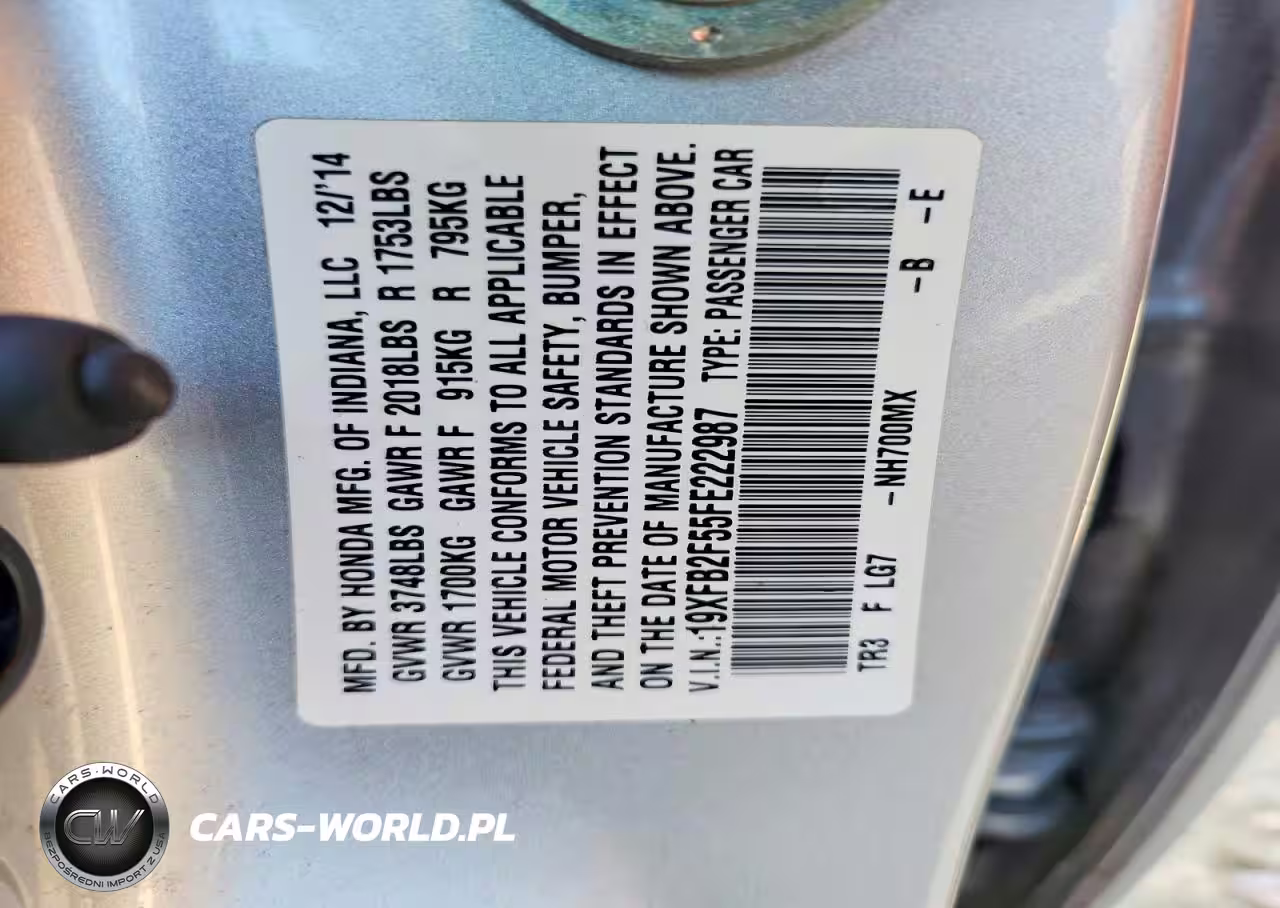 MFD. BY HONDA MFG. OF INDIANA, LLC 12/'14
GVWR 3748LBS GAWR F 2018LBS R 1753LBS
GVWR 1700KG GAWR F 915KG R 795KG
THIS VEHICLE CONFORMS TO ALL APPLICABLE
FEDERAL MOTOR VEHICLE SAFETY, BUMPER,
AND THEFT PREVENTION STANDARDS IN EFFECT
ON THE DATE OF MANUFACTURE SHOWN ABOVE.
V.I.N.:19XFB2F55FE222987 TYPE: PASSENGER CAR
TR3 F LG7 -NH700MX -B -E
CARS-WORLD
CW
BEZPOŚREDNI IMPORT Z USA
CARS-WORLD.PL